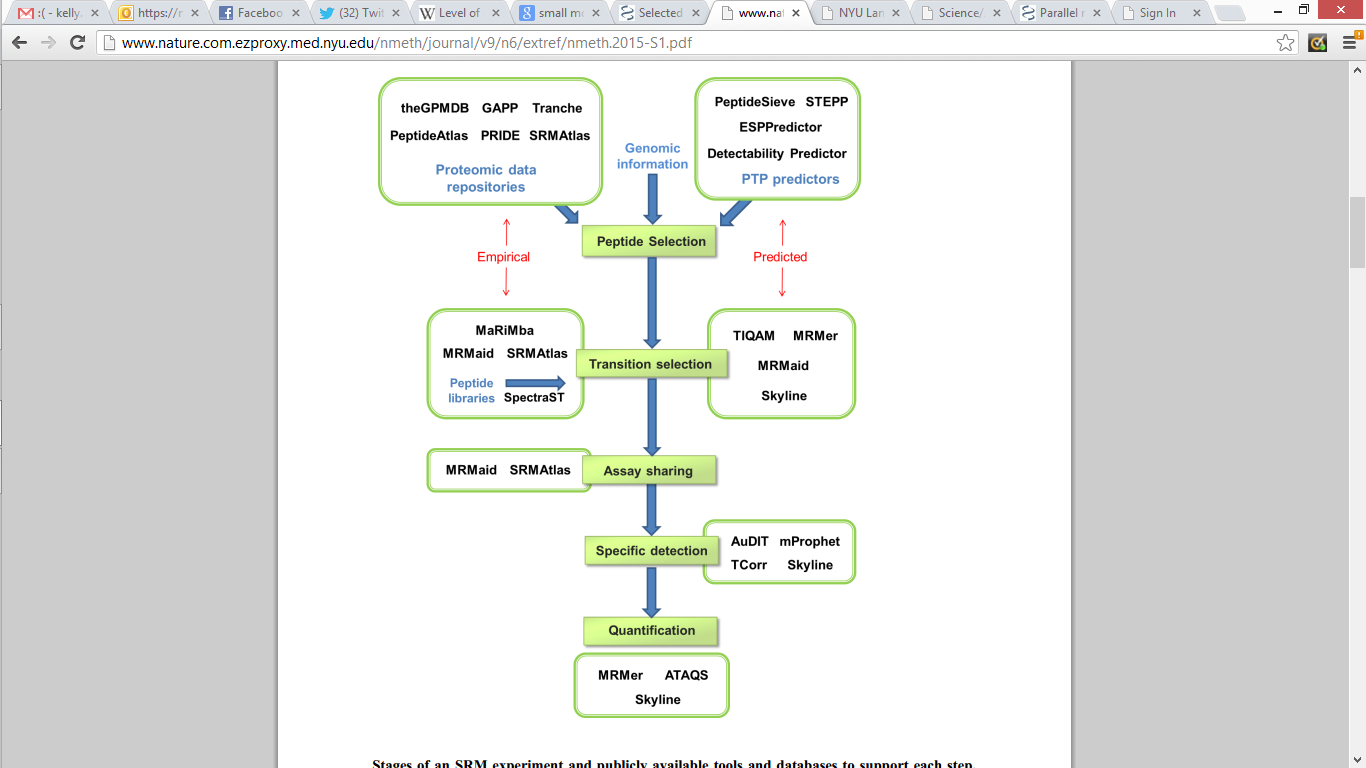 :( - kelly.
https://n
Faceboo
(32) Twit
Level of
small mo
Selected
www.nat
NYU Lan
Science/
Parallel r
Sign In
www.nature.com.ezproxy.med.nyu.edu/nmeth/journal/v9/n6/extref/nmeth.2015-S1.pdf
theGPMDB GAPP Tranche
PeptideAtlas PRIDE SRMAtlas
Proteomic data
repositories
Genomic
information
PeptideSieve STEPP
ESPPredictor
Detectability Predictor
PTP predictors
Peptide Selection
Empirical
Predicted
MaRiMba
MRMaid SRMAtlas
Peptide
libraries
SpectraST
Transition selection
TIQAM MRMer
MRMaid
Skyline
MRMaid SRMAtlas
Assay sharing
Specific detection
AuDIT mProphet
TCorr Skyline
Quantification
MRMer ATAQS
Skyline
Stages of an SRM experiment and publicly available tools and databases to support each step.